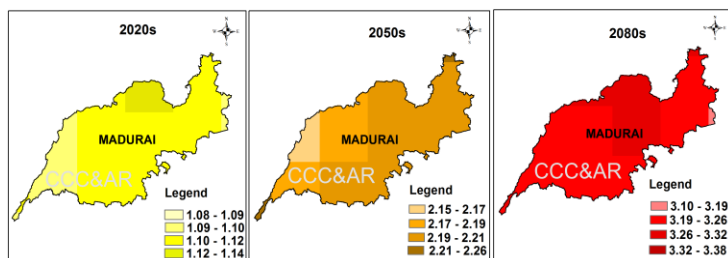 2020s
N
W E
S
MADURAI
CCC&AR
Legend
1.08 - 1.09
1.09 - 1.10
1.10 - 1.12
1.12 - 1.14
2050s
N
W E
S
MADURAI
CCC&AR
Legend
2.15 - 2.17
2.17 - 2.19
2.19 - 2.21
2.21 - 2.26
2080s
N
W E
S
MADURAI
CCC&AR
Legend
3.10 - 3.19
3.19 - 3.26
3.26 - 3.32
3.32 - 3.38